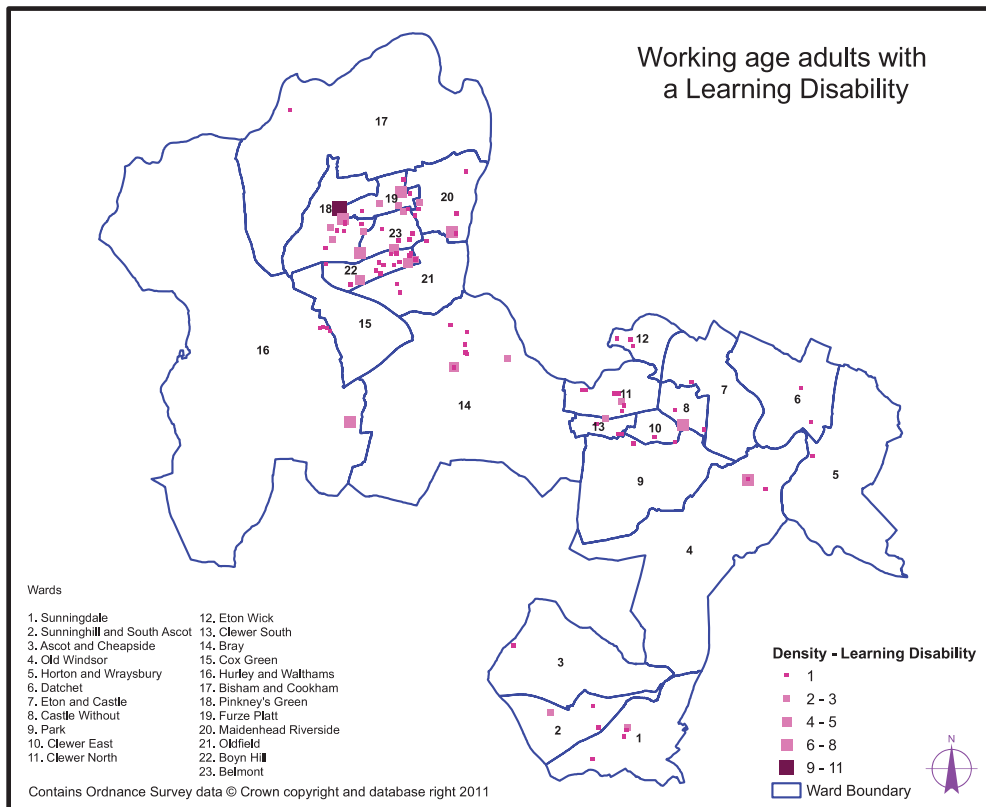 Working age adults with
a Learning Disability
17
20
19
18
23
22
21
15
16
12
11
7
6
8
14
13
10
9
5
4
3
2
1
Wards
1. Sunningdale
2. Sunninghill and South Ascot
3. Ascot and Cheapside
4. Old Windsor
5. Horton and Wraysbury
6. Datchet
7. Eton and Castle
8. Castle Without
9. Park
10. Clewer East
11. Clewer North
12. Eton Wick
13. Clewer South
14. Bray
15. Cox Green
16. Hurley and Walthams
17. Bisham and Cookham
18. Pinkney's Green
19. Furze Platt
20. Maidenhead Riverside
21. Oldfield
22. Boyn Hill
23. Belmont
Density - Learning Disability
1
2 - 3
4 - 5
6 - 8
9 - 11
Ward Boundary
N
Contains Ordnance Survey data © Crown copyright and database right 2011